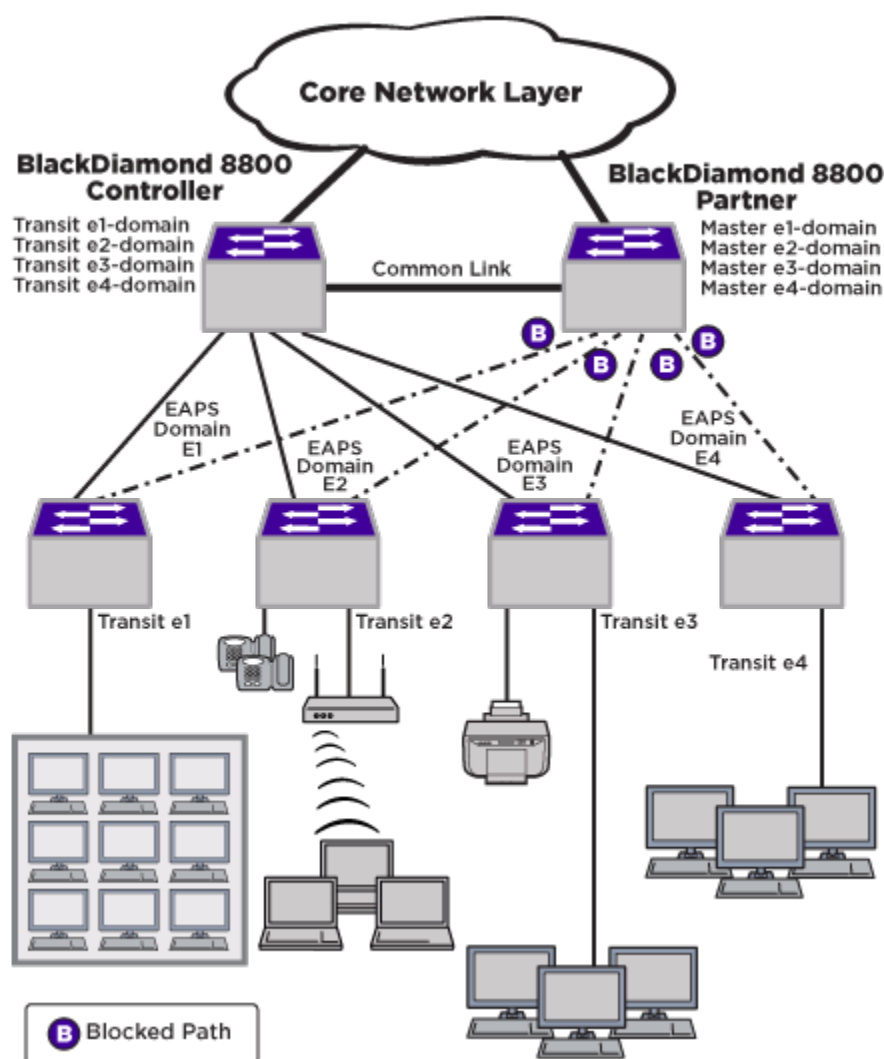 Core Network Layer
BlackDiamond 8800
Controller
Transit e1-domain
Transit e2-domain
Transit e3-domain
Transit e4-domain
BlackDiamond 8800
Partner
Master e1-domain
Master e2-domain
Master e3-domain
Master e4-domain
Common Link
B
B
B
B
EAPS
Domain
E1
EAPS
Domain
E2
EAPS
Domain
E3
EAPS
Domain
E4
Transit e1
Transit e2
Transit e3
Transit e4
B Blocked Path